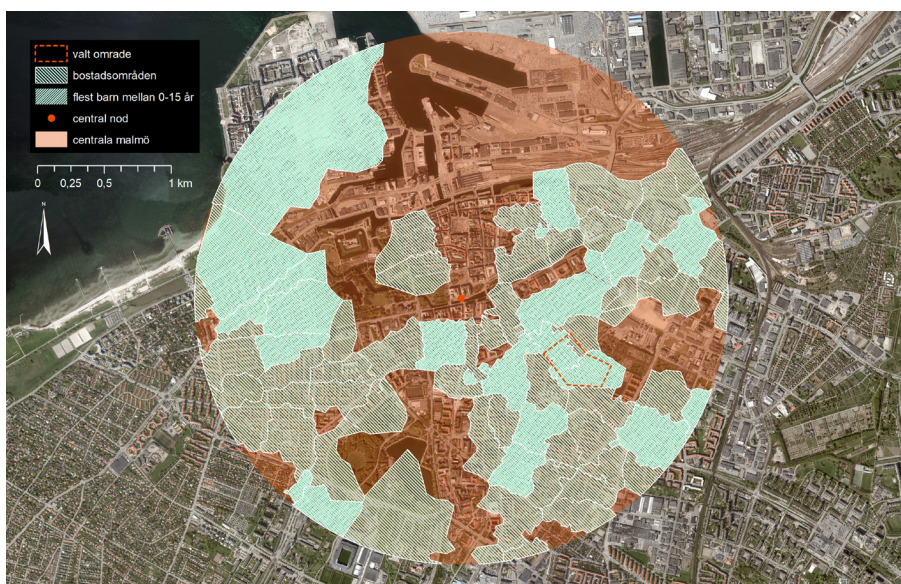 valt område
bostadsområden
flest barn mellan 0-15 år
central nod
centrala malmö
0 0,25 0,5 1 km
N